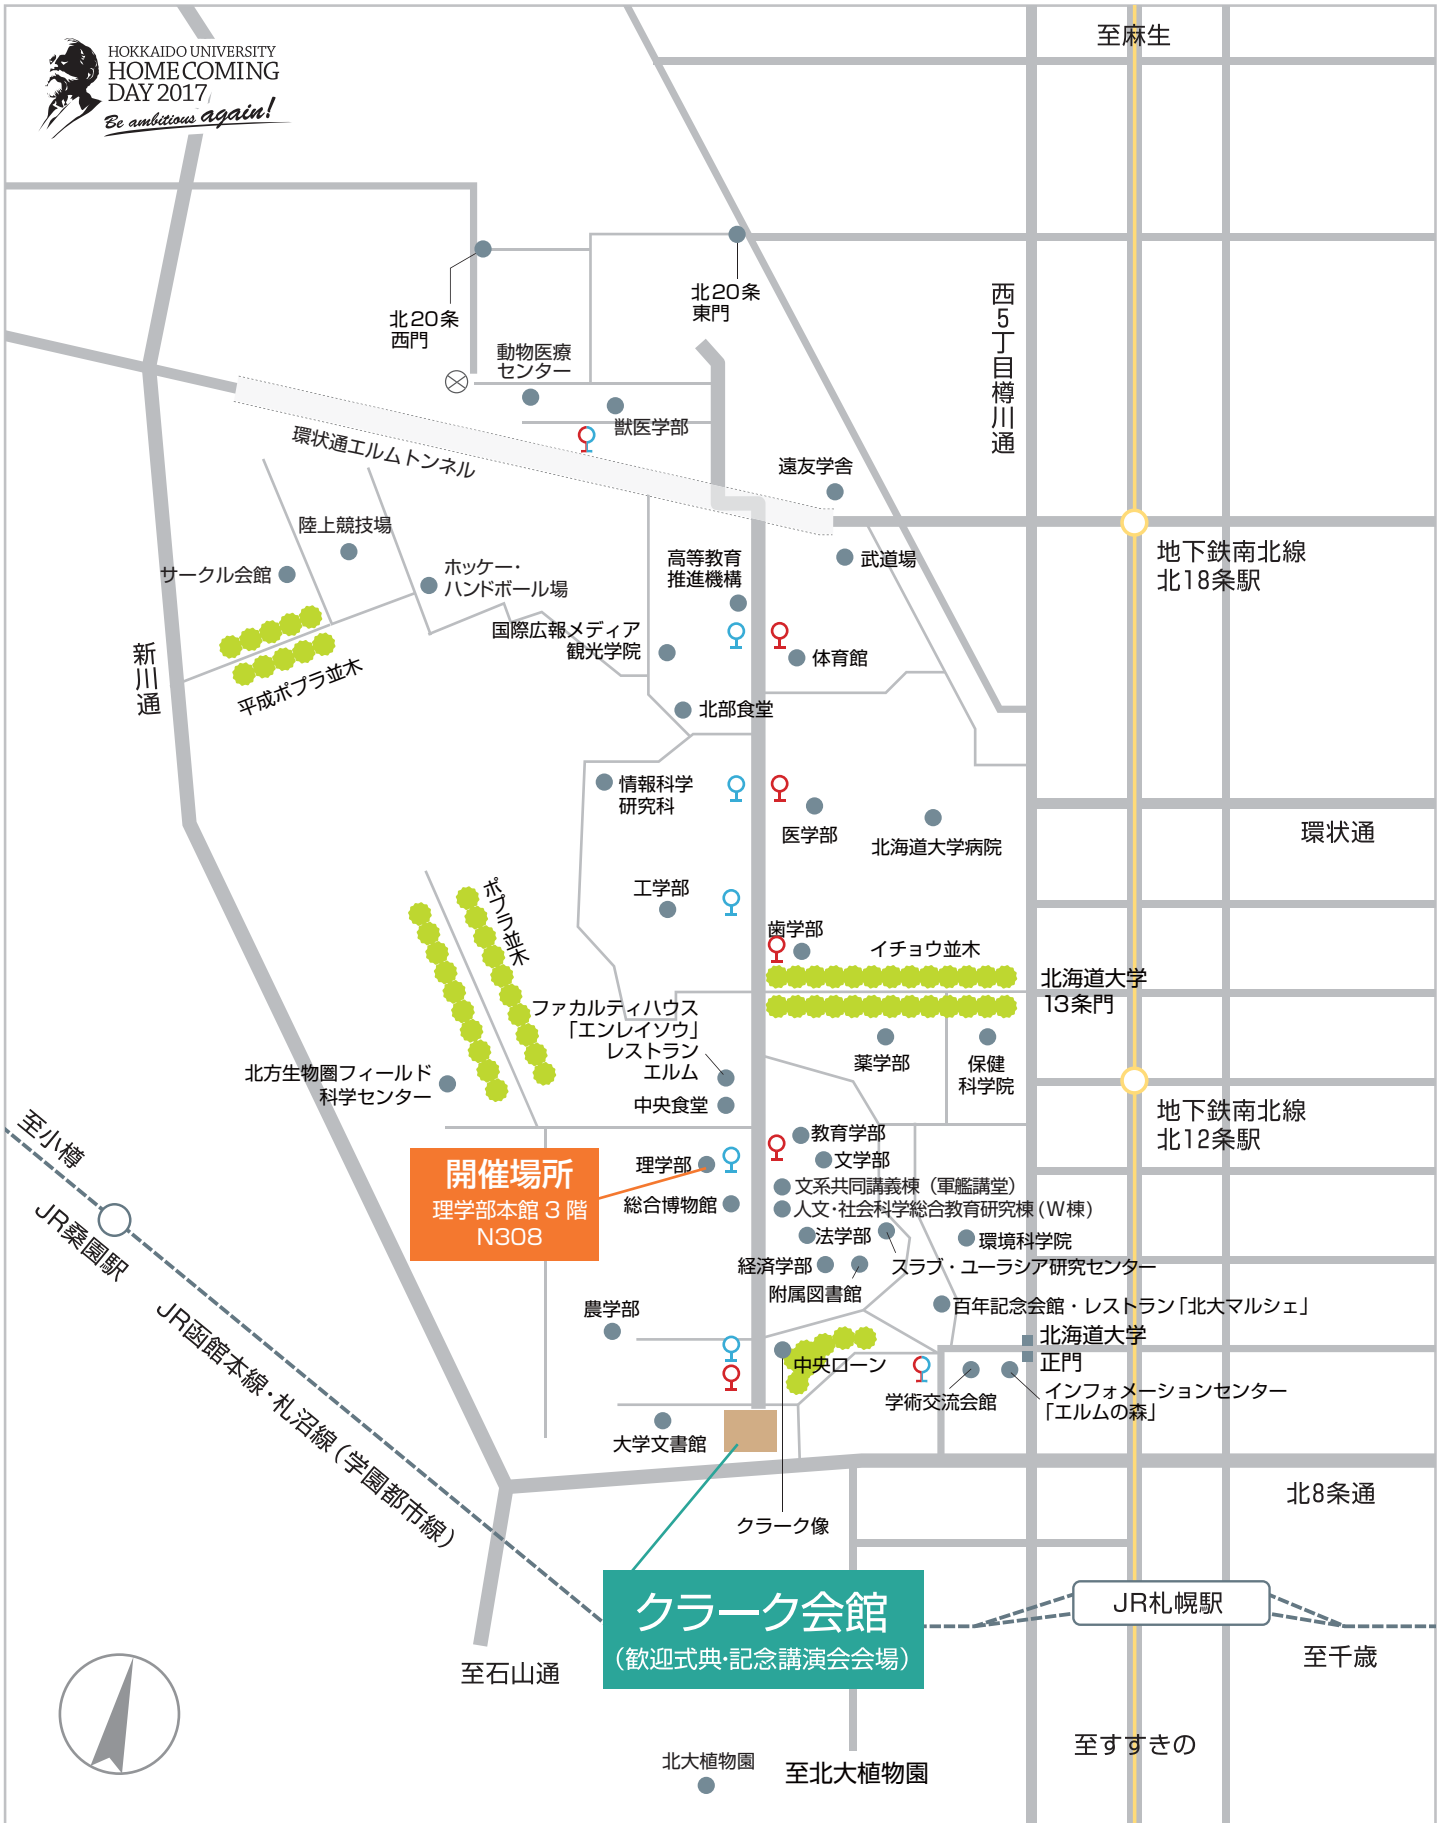 HOKKAIDO UNIVERSITY
HOMECOMING
DAY 2017
Be ambitious again!
至麻生
北20条
西門
北20条
東門
西5丁目樽川通
動物医療
センター
獣医学部
環状通エルムトンネル
遠友学舎
陸上競技場
サークル会館
ホッケー・
ハンドボール場
高等教育
推進機構
武道場
地下鉄南北線
北18条駅
国際広報メディア
観光学院
体育館
新川通
平成ポプラ並木
北部食堂
情報科学
研究科
医学部
北海道大学病院
環状通
工学部
ポプラ並木
歯学部
イチョウ並木
北海道大学
13条門
ファカルティハウス
「エンレイソウ」
レストラン
エルム
薬学部
保健
科学院
北方生物圏フィールド
科学センター
中央食堂
地下鉄南北線
北12条駅
至小樽
教育学部
文学部
開催場所
理学部本館 3 階
N308
理学部
文系共同講義棟（軍艦講堂）
総合博物館
人文・社会科学総合教育研究棟(W棟)
JR桑園駅
法学部
環境科学院
経済学部
スラブ・ユーラシア研究センター
附属図書館
農学部
百年記念会館・レストラン「北大マルシェ」
JR函館本線・札沼線（学園都市線）
北海道大学
正門
中央ローン
学術交流会館
インフォメーションセンター
「エルムの森」
大学文書館
北8条通
クラーク像
クラーク会館
（歓迎式典・記念講演会会場）
JR札幌駅
至千歳
至石山通
至すすきの
北大植物園
至北大植物園